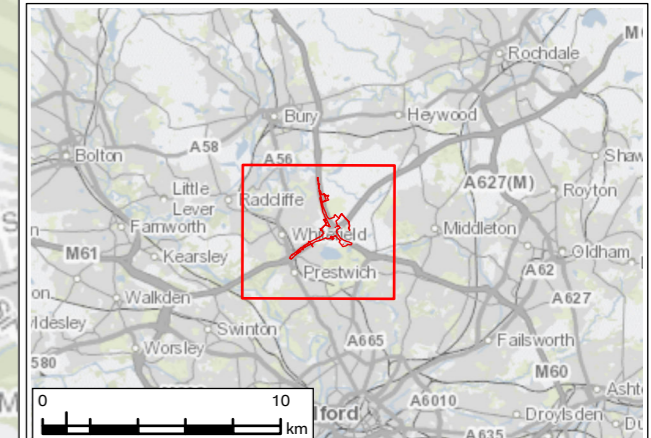 Rochdale
Bury
Heywood
A58
Bolton
A56
Shaw
A627(M)
Little
Lever
Radcliffe
Royton
Farnworth
Whitefield
Middleton
M61
Kearsley
Oldham
A62
Prestwich
Walkden
A627
Swinton
A665
Failsworth
Worsley
580
M60
0
10
km
A6010
Droylsden
A635